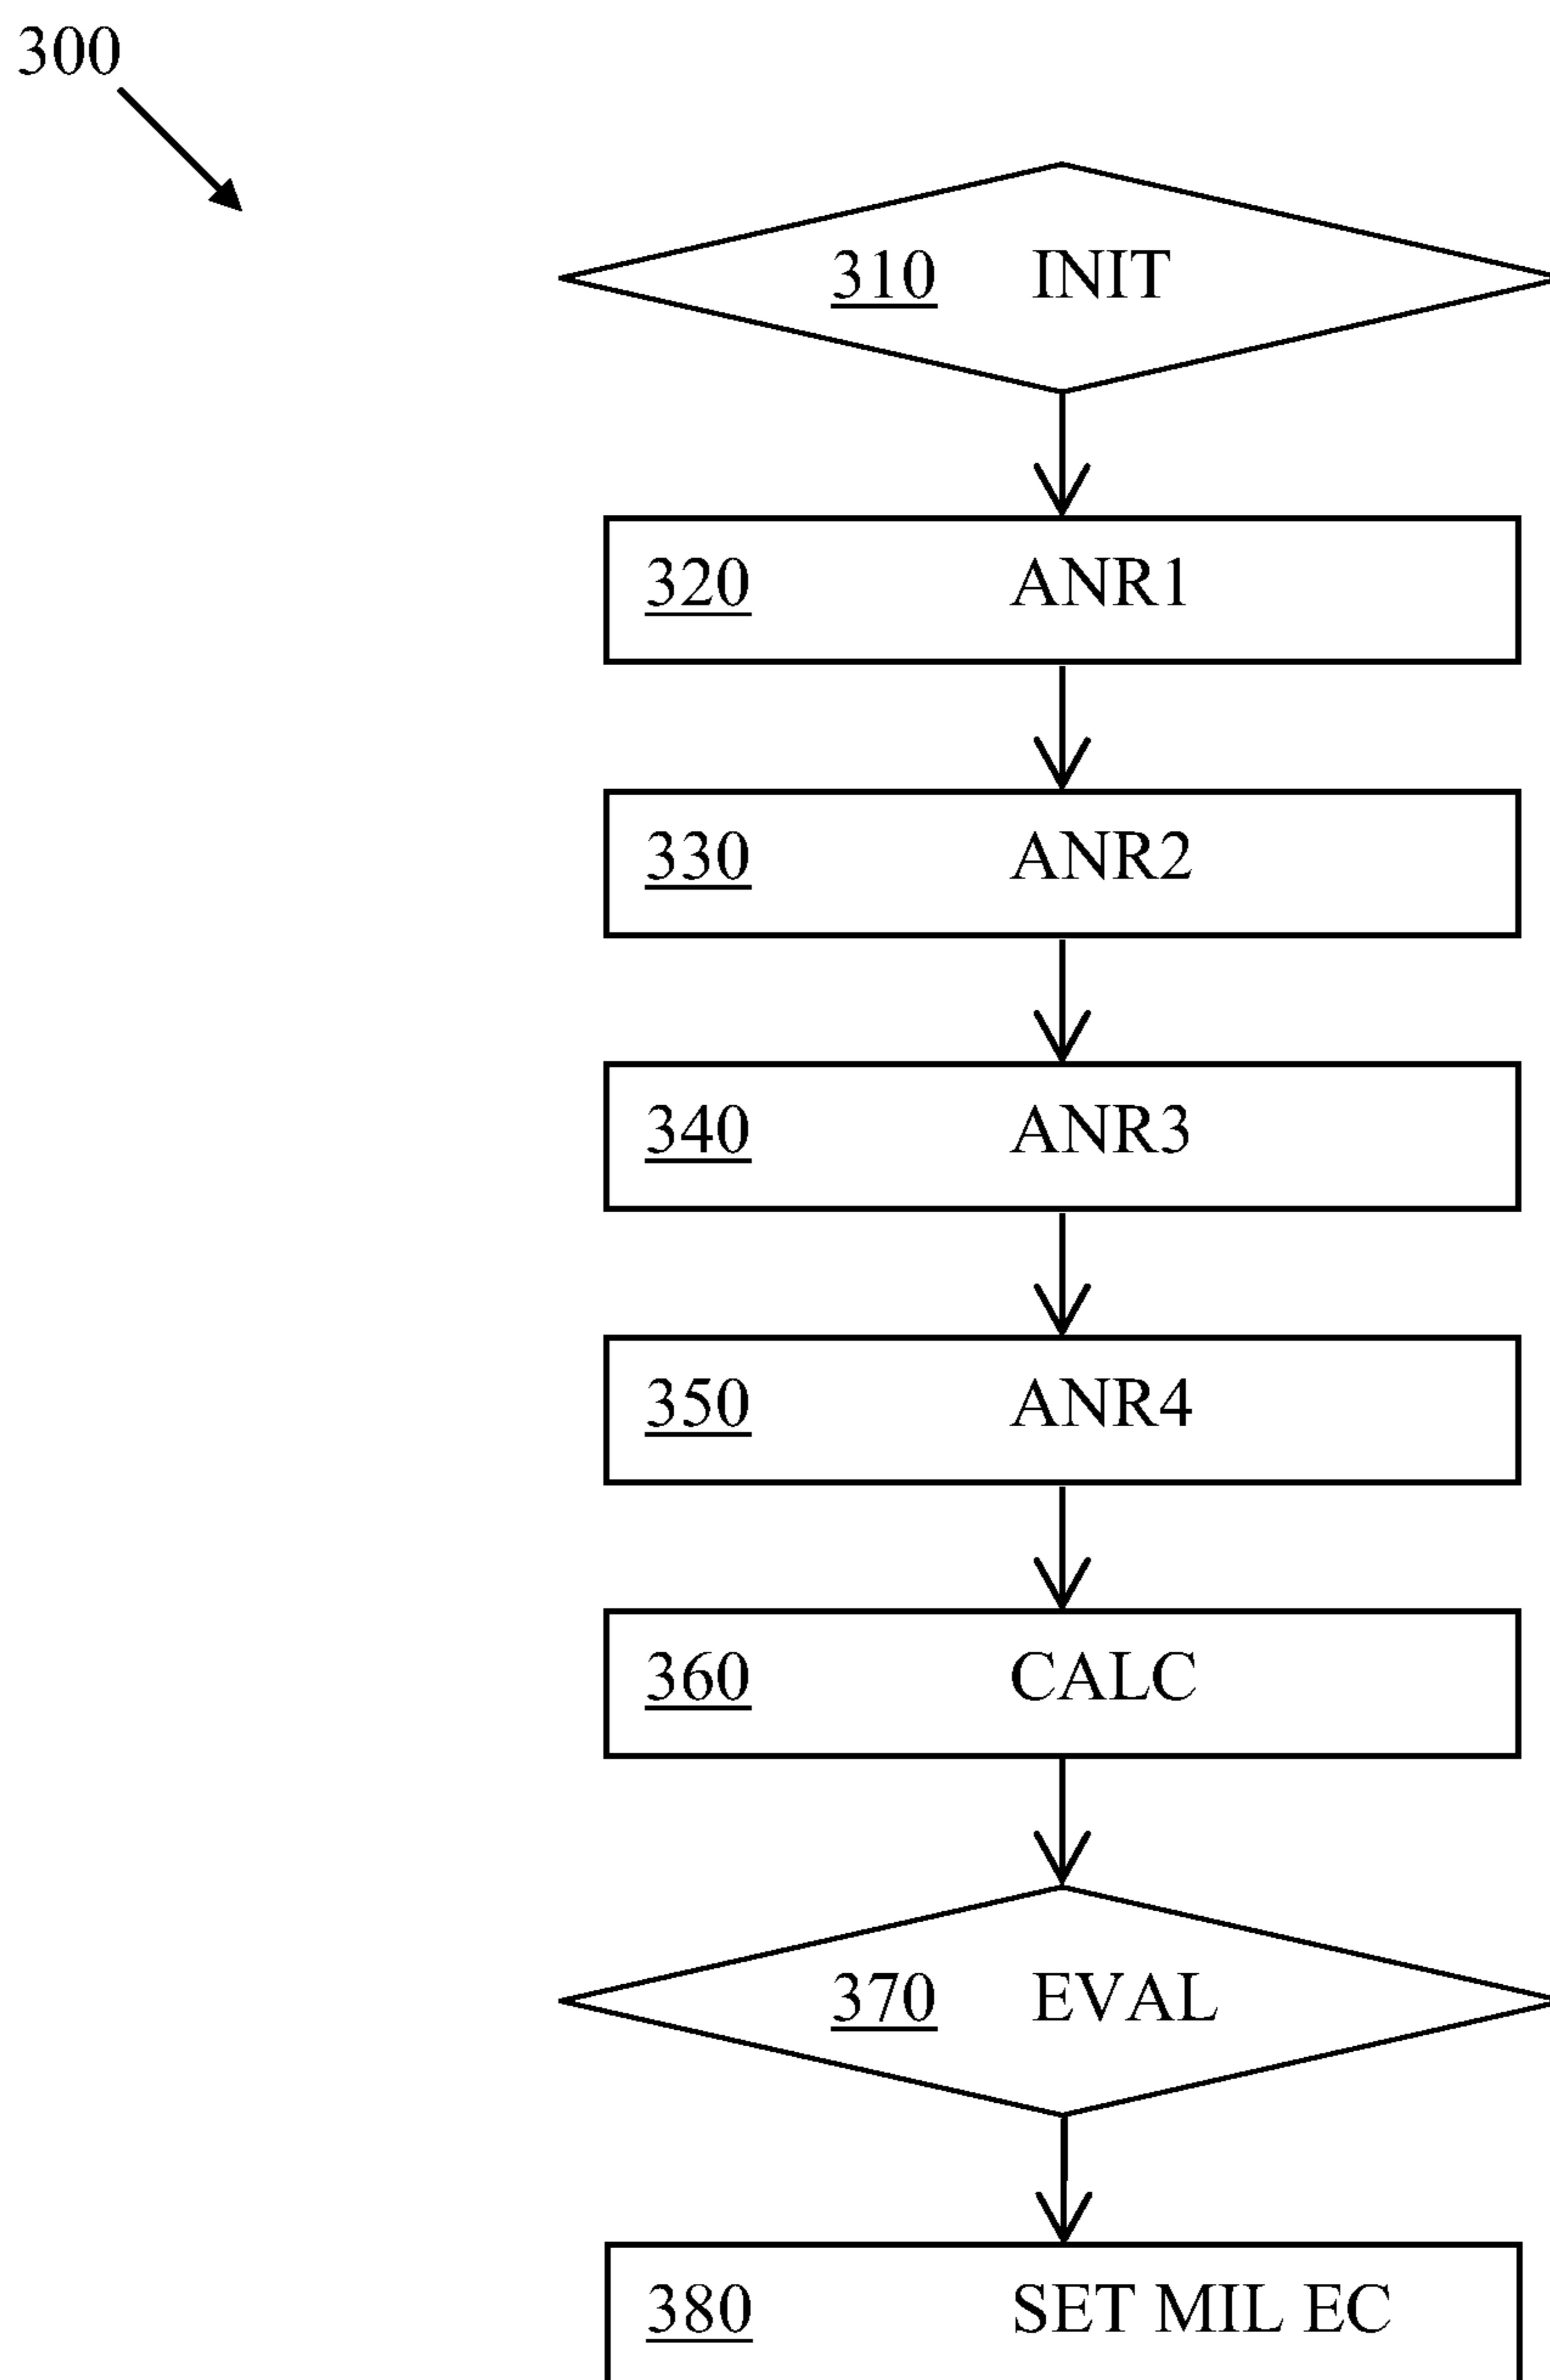 300
310 INIT
320 ANR1
330 ANR2
340 ANR3
350 ANR4
360 CALC
370 EVAL
380 SET MIL EC